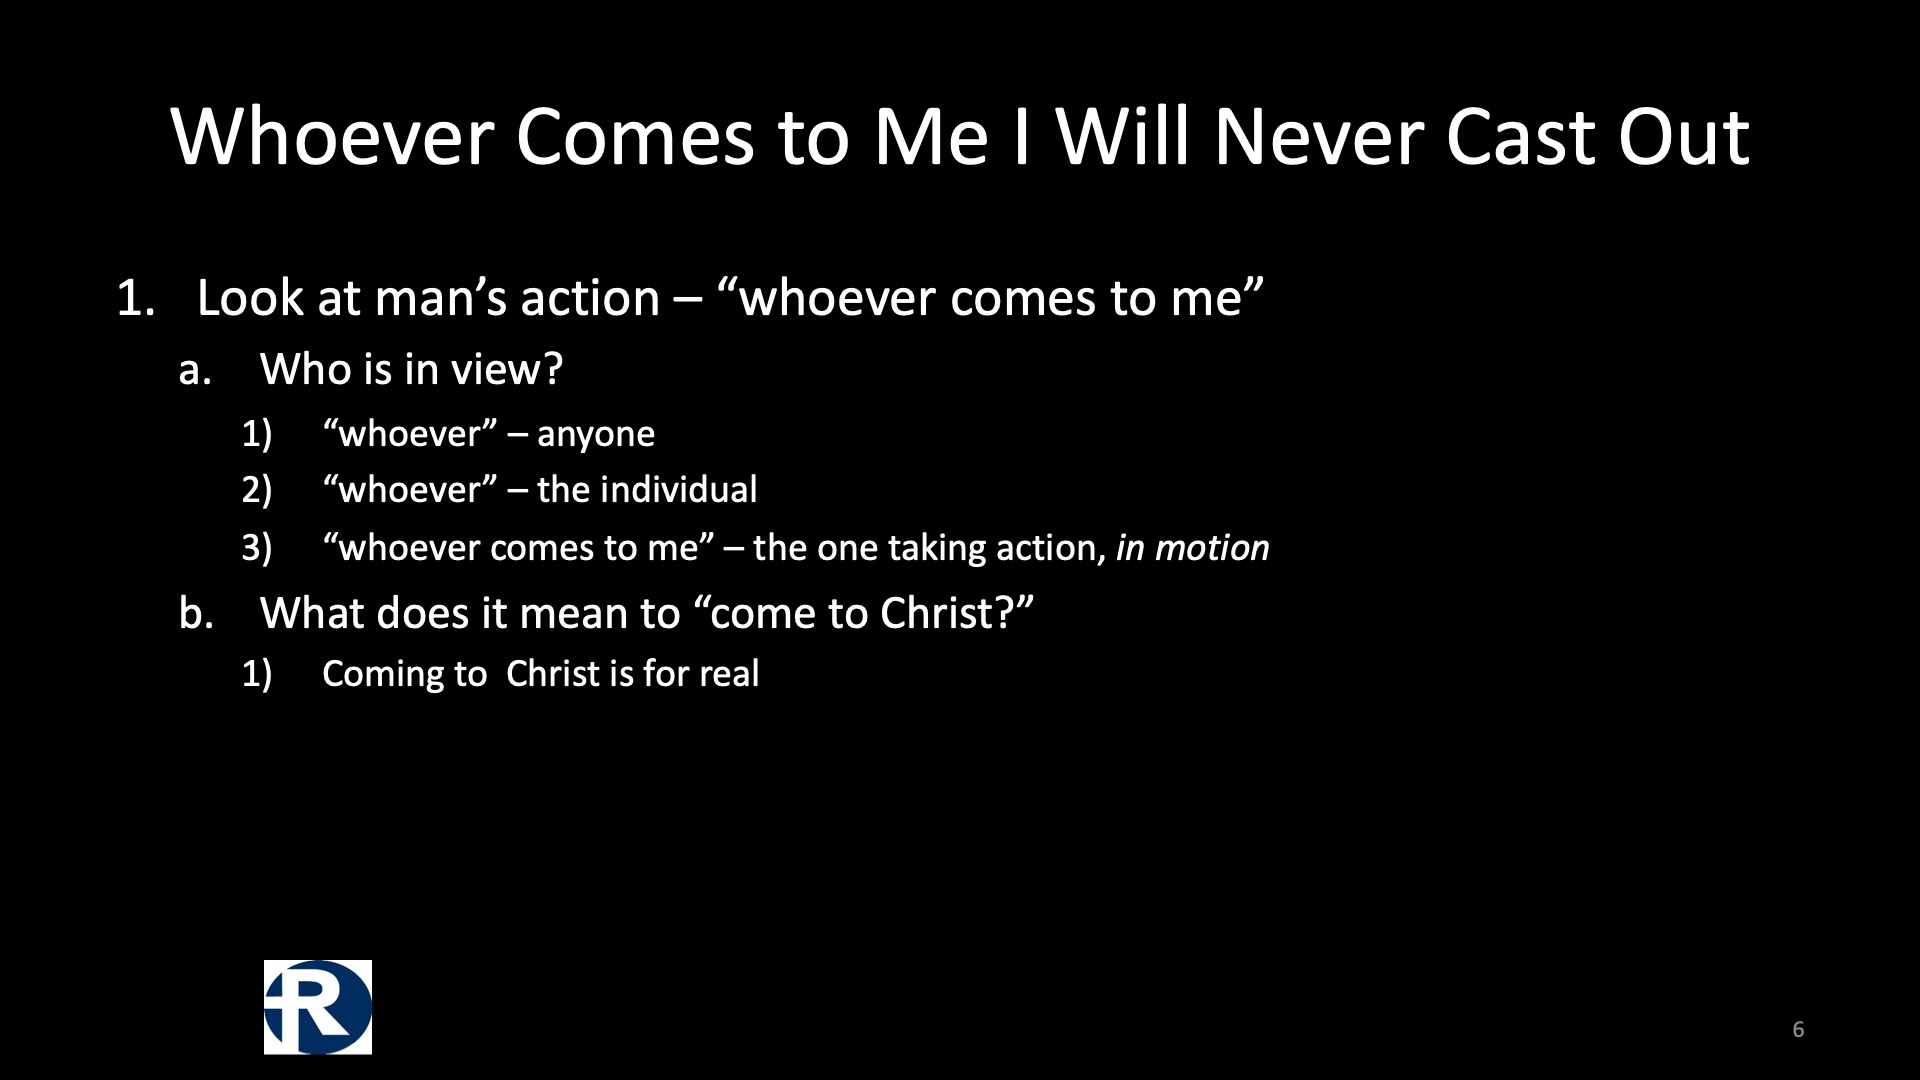 Whoever Comes to Me I Will Never Cast Out
1. Look at man’s action – “whoever comes to me”
a. Who is in view?
1) “whoever” – anyone
2) “whoever” – the individual
3) “whoever comes to me” – the one taking action, in motion
b. What does it mean to “come to Christ?”
1) Coming to  Christ is for real
R
6